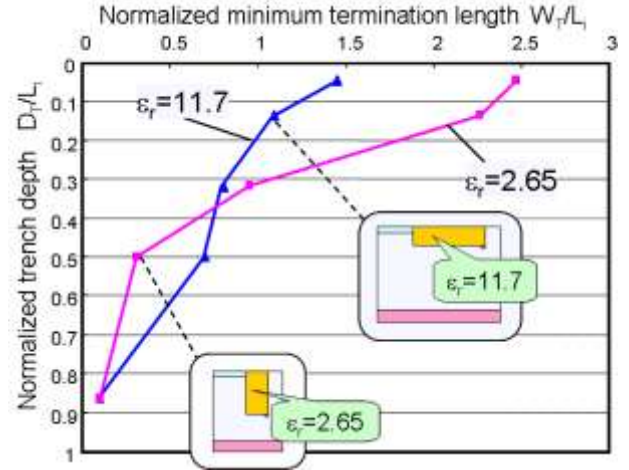 Normalized minimum termination length W_T/L_i
0 0.5 1 1.5 2 2.5 3
Normalized trench depth D_T/L_i
0
0.1
0.2
0.3
0.4
0.5
0.6
0.7
0.8
0.9
1
ε_r=11.7
ε_r=2.65
ε_r=11.7
ε_r=2.65